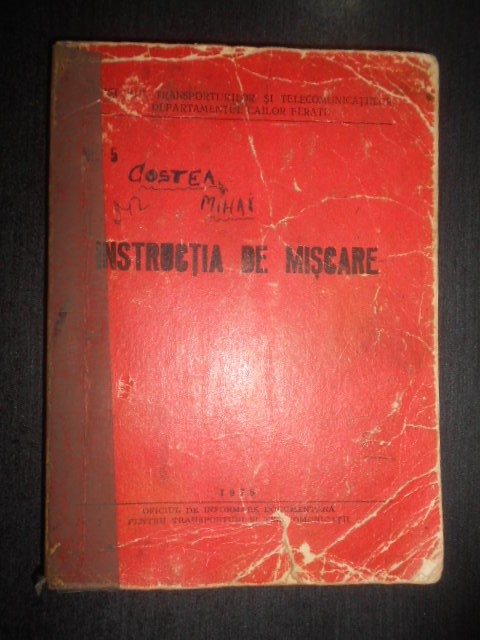 TRANSPORTURILOR ȘI TELECOMUNICAȚIILOR
DEPARTAMENTUL CĂILOR FERATE
5
COSTEA
MIHAI
INSTRUCȚIA DE MIȘCARE
OFICIUL DE INFORMARE DOCUMENTARĂ
PENTRU TRANSPORTURI ȘI TELECOMUNICAȚII